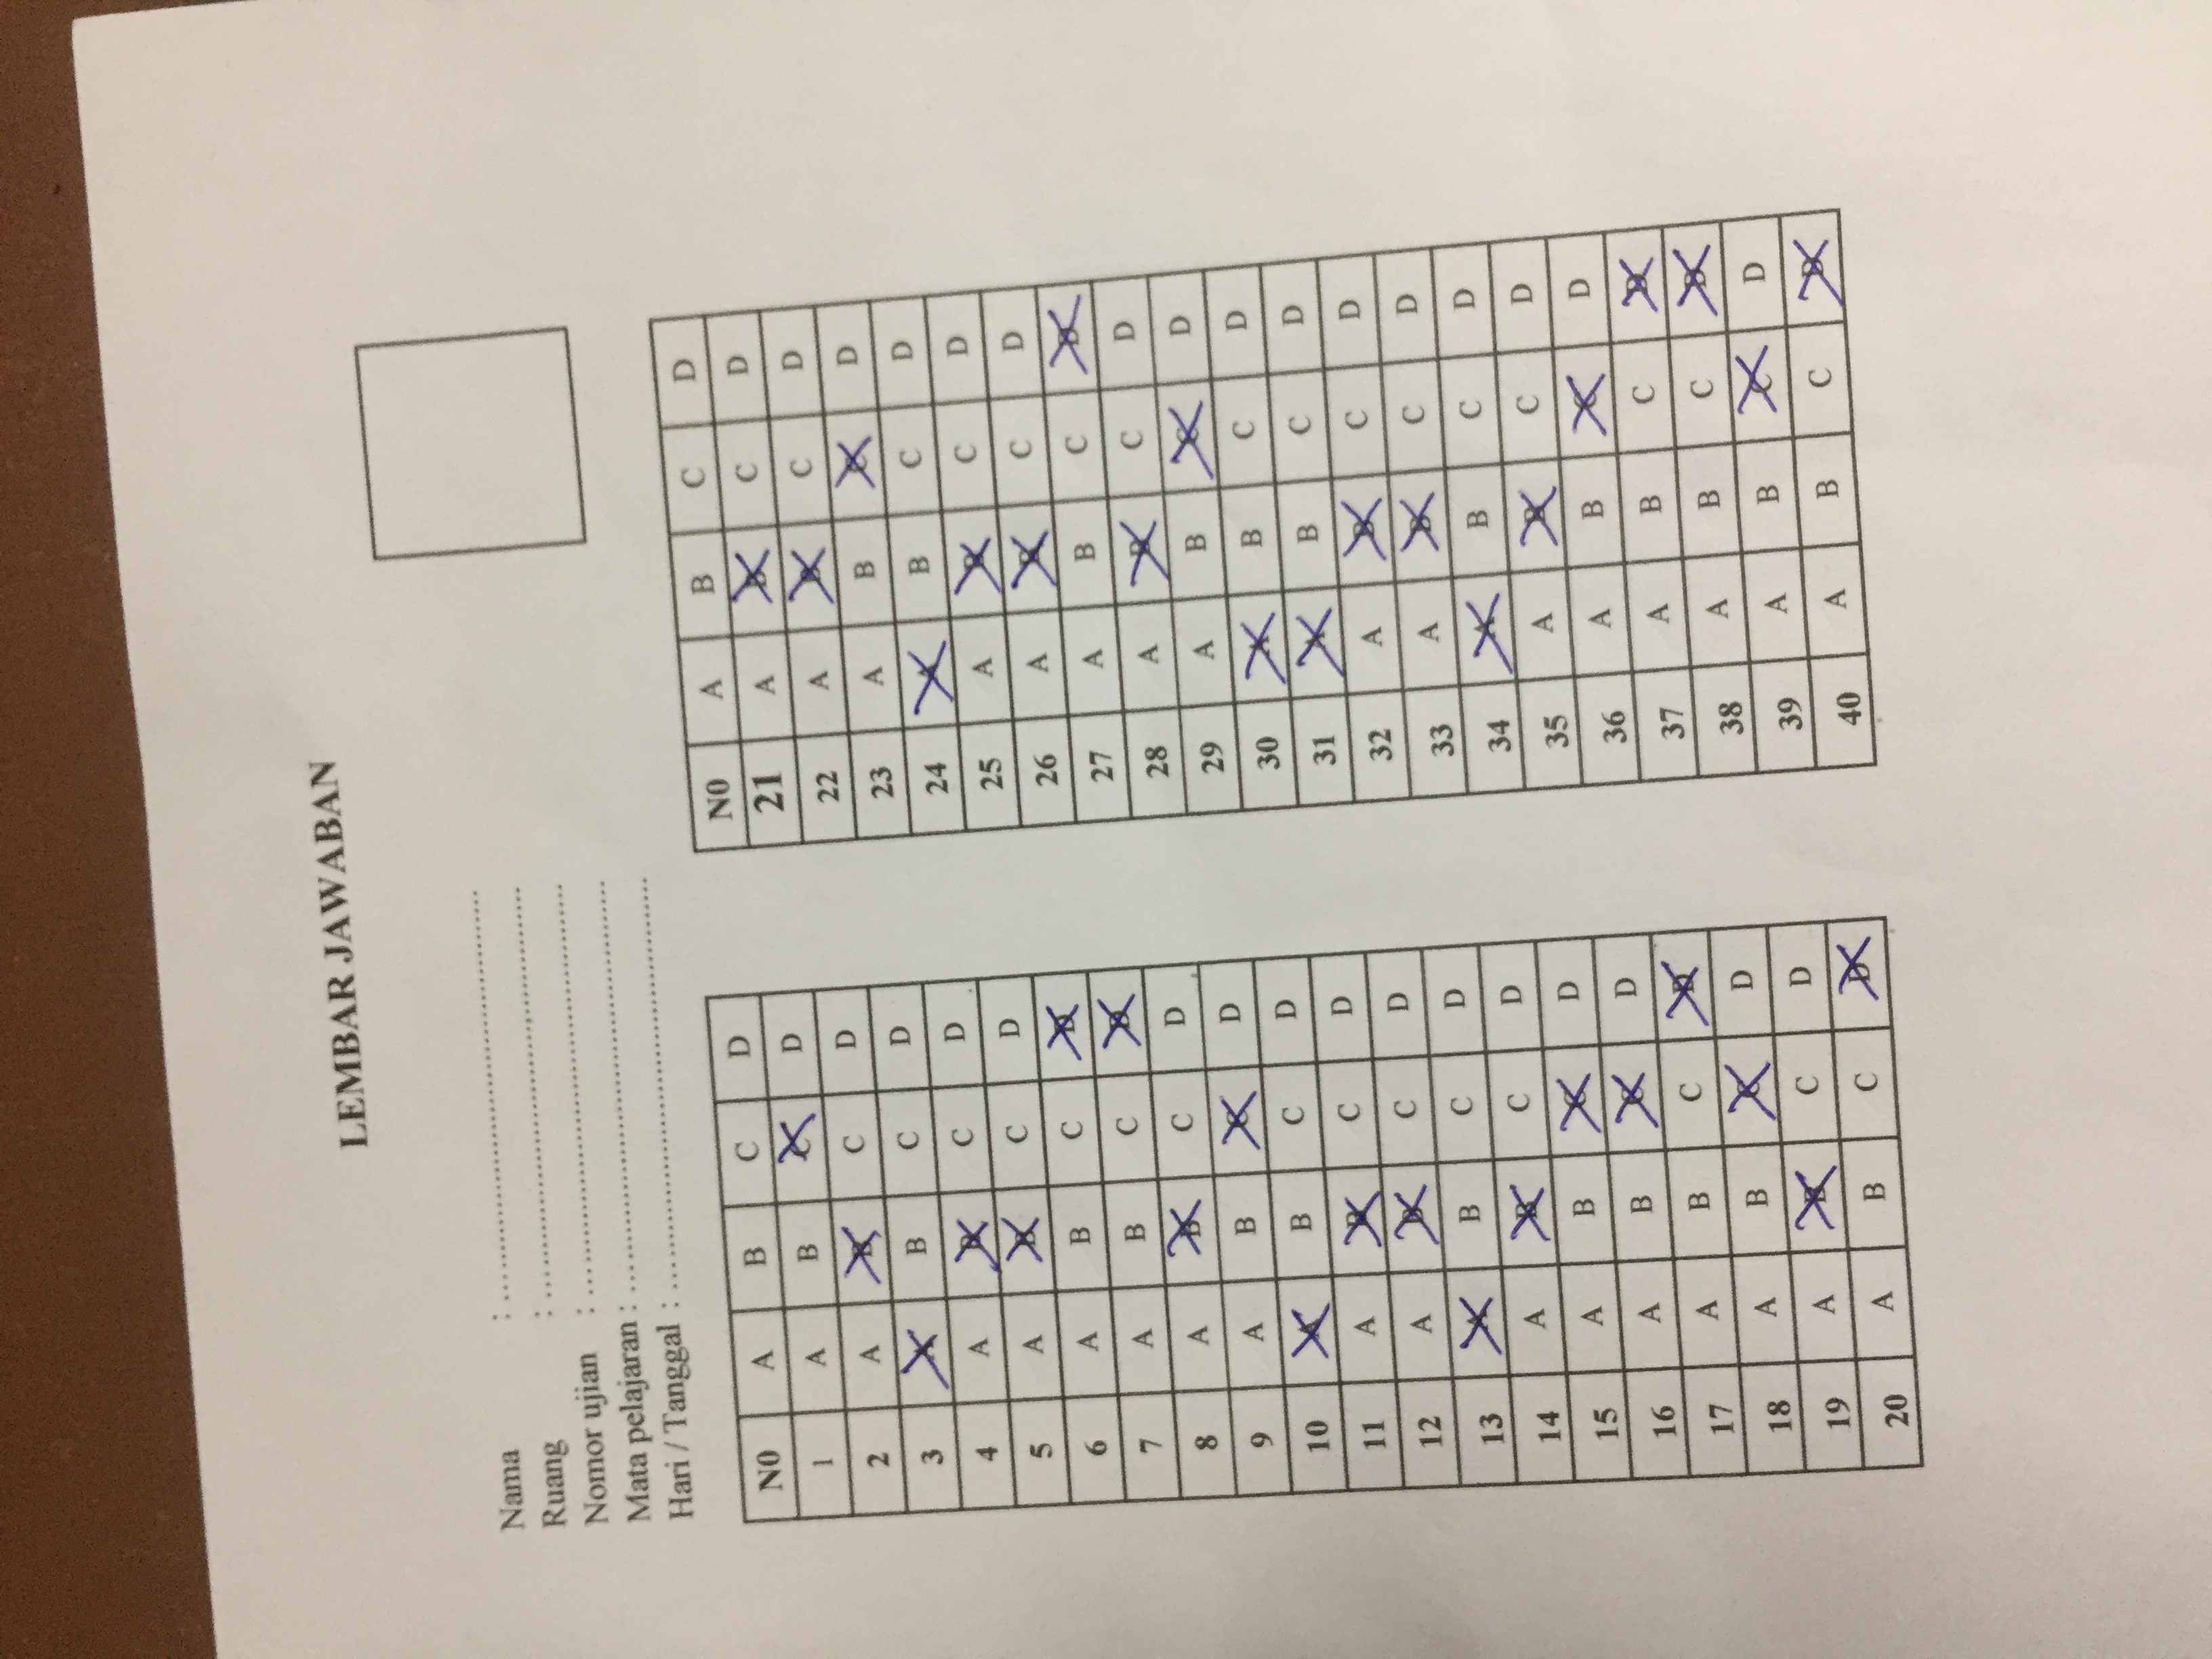 LEMBAR JAWABAN
Nama : ................................................
Ruang : ................................................
Nomor ujian : ................................................
Mata pelajaran : ................................................
Hari / Tanggal : ................................................
N0 A B C D
1 A B C D
2 A B C D
3 A B C D
4 A B C D
5 A B C D
6 A B C D
7 A B C D
8 A B C D
9 A B C D
10 A B C D
11 A B C D
12 A B C D
13 A B C D
14 A B C D
15 A B C D
16 A B C D
17 A B C D
18 A B C D
19 A B C D
20 A B C D
N0 A B C D
21 A B C D
22 A B C D
23 A B C D
24 A B C D
25 A B C D
26 A B C D
27 A B C D
28 A B C D
29 A B C D
30 A B C D
31 A B C D
32 A B C D
33 A B C D
34 A B C D
35 A B C D
36 A B C D
37 A B C D
38 A B C D
39 A B C D
40 A B C D